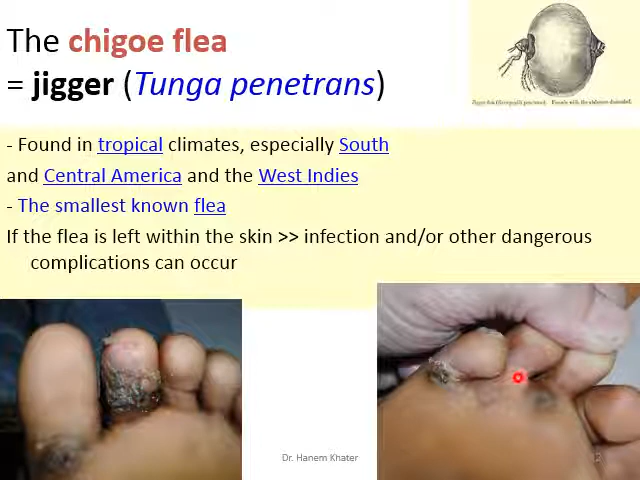 The chigoe flea
= jigger (Tunga penetrans)
- Found in tropical climates, especially South
and Central America and the West Indies
- The smallest known flea
If the flea is left within the skin >> infection and/or other dangerous
complications can occur
Dr. Hanem Khater